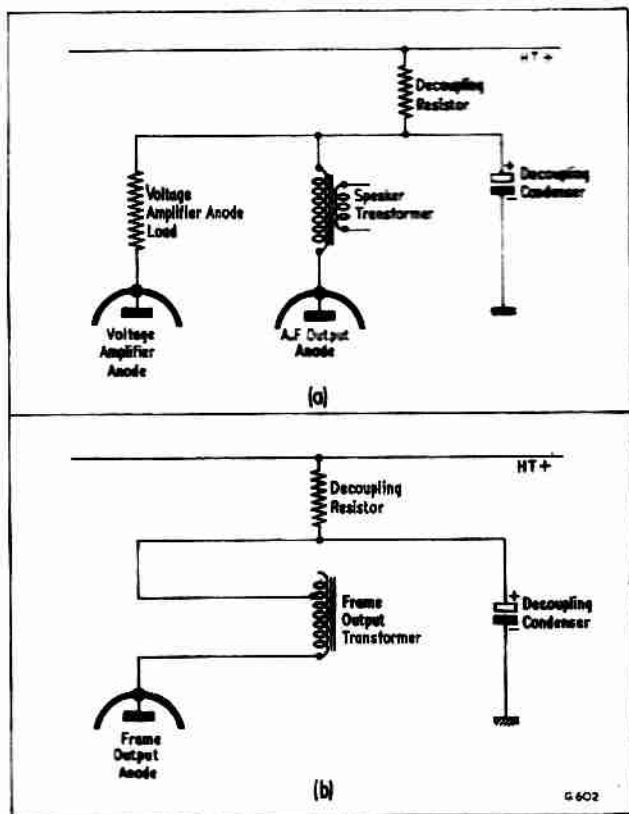 HT+
Decoupling
Resistor
Voltage
Amplifier Anode
Load
Speaker
Transformer
+
Decoupling
Condenser
-
Voltage
Amplifier
Anode
A.F Output
Anode
(a)
HT+
Decoupling
Resistor
Frame
Output
Transformer
+
Decoupling
Condenser
-
Frame
Output
Anode
(b)
G602